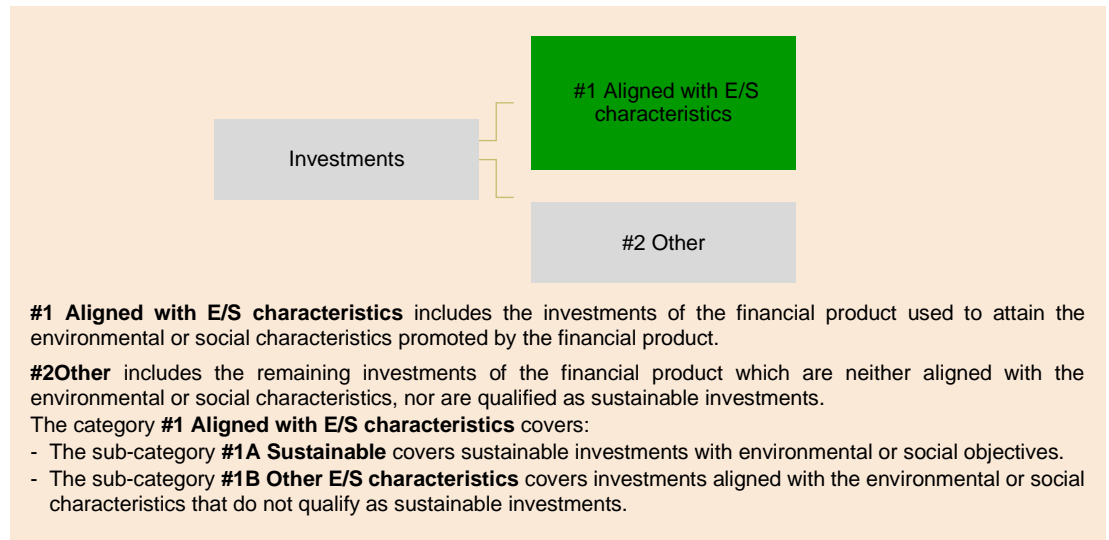 #1 Aligned with E/S
characteristics
Investments
#2 Other
#1 Aligned with E/S characteristics includes the investments of the financial product used to attain the
environmental or social characteristics promoted by the financial product.
#2Other includes the remaining investments of the financial product which are neither aligned with the
environmental or social characteristics, nor are qualified as sustainable investments.
The category #1 Aligned with E/S characteristics covers:
- The sub-category #1A Sustainable covers sustainable investments with environmental or social objectives.
- The sub-category #1B Other E/S characteristics covers investments aligned with the environmental or social
characteristics that do not qualify as sustainable investments.